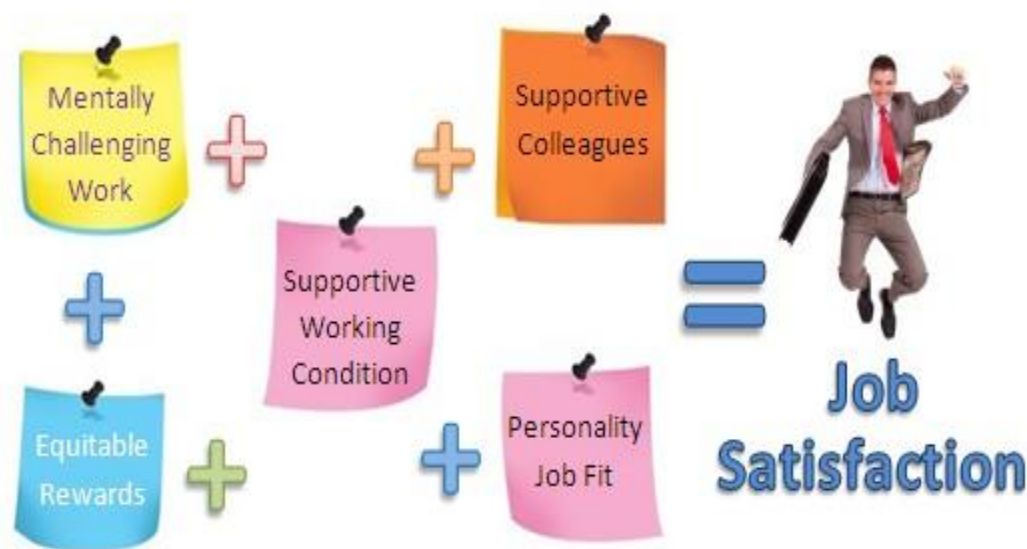 Mentally
Challenging
Work
Supportive
Colleagues
Supportive
Working
Condition
Equitable
Rewards
Personality
Job Fit
Job
Satisfaction